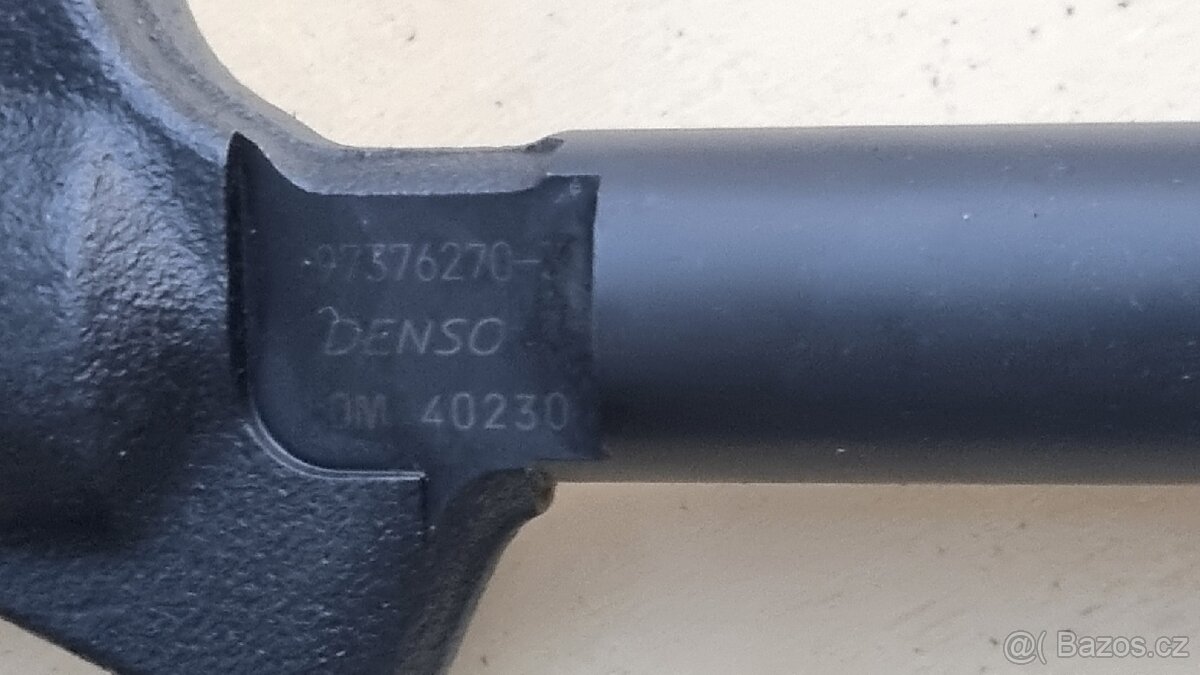 97376270-
DENSO
40230
@( Bazos.cz